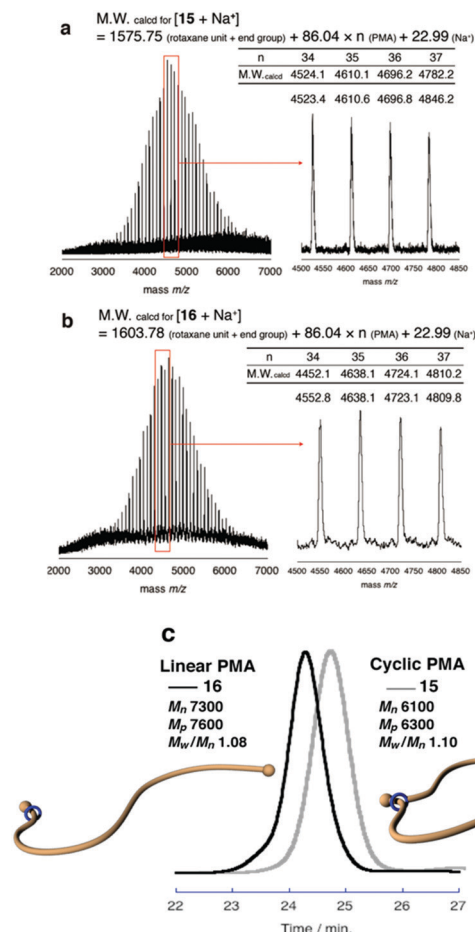 a
M.W. calcd for [15 + Na⁺]
= 1575.75 (rotaxane unit + end group) + 86.04 × n (PMA) + 22.99 (Na⁺)
n 34 35 36 37
M.W.calcd 4524.1 4610.1 4696.2 4782.2
4523.4 4610.6 4696.8 4846.2
2000 3000 4000 5000 6000 7000
mass m/z
4500 4550 4600 4650 4700 4750 4800 4850
mass m/z
b
M.W. calcd for [16 + Na⁺]
= 1603.78 (rotaxane unit + end group) + 86.04 × n (PMA) + 22.99 (Na⁺)
n 34 35 36 37
M.W.calcd 4452.1 4638.1 4724.1 4810.2
4552.8 4638.1 4723.1 4809.8
2000 3000 4000 5000 6000 7000
mass m/z
4500 4550 4600 4650 4700 4750 4800 4850
mass m/z
c
Linear PMA
16
Mn 7300
Mp 7600
Mw/Mn 1.08
Cyclic PMA
15
Mn 6100
Mp 6300
Mw/Mn 1.10
22 23 24 25 26 27
Time / min.